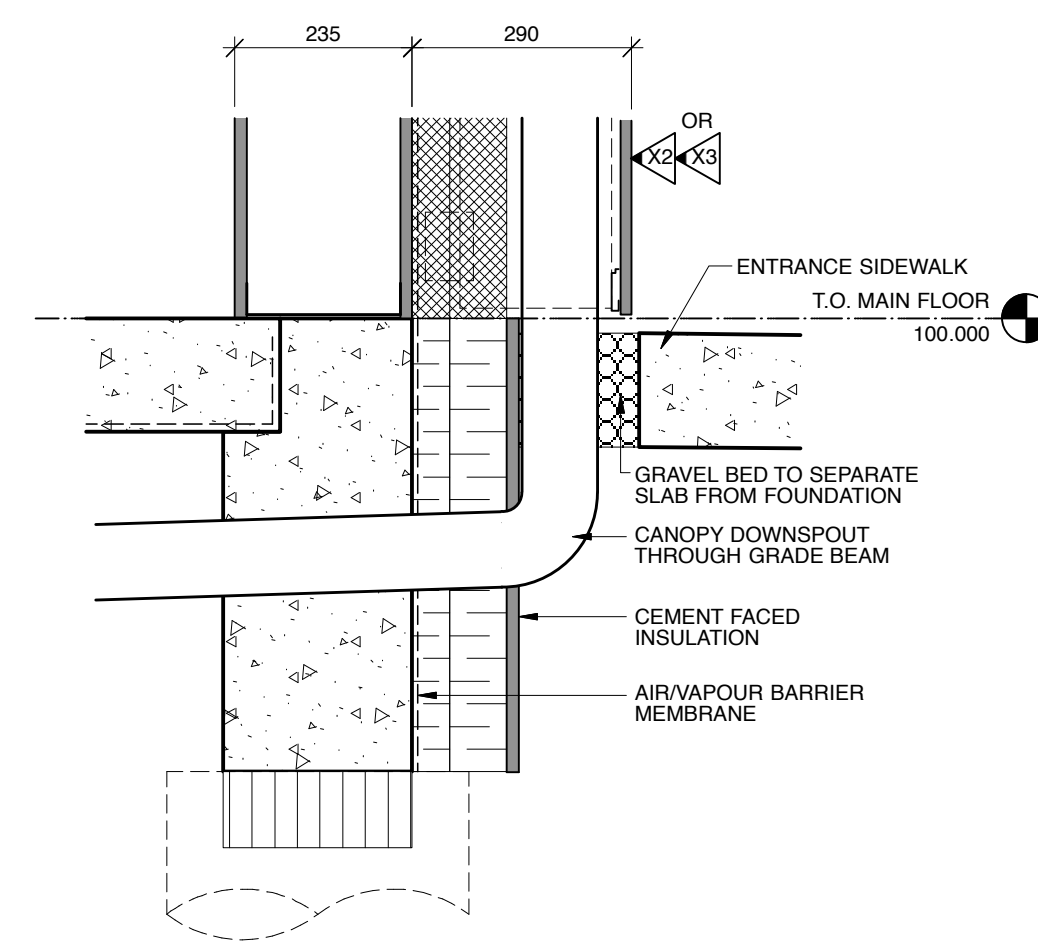 235
290
OR
X2
X3
ENTRANCE SIDEWALK
T.O. MAIN FLOOR
100.000
GRAVEL BED TO SEPARATE
SLAB FROM FOUNDATION
CANOPY DOWNSPOUT
THROUGH GRADE BEAM
CEMENT FACED
INSULATION
AIR/VAPOUR BARRIER
MEMBRANE